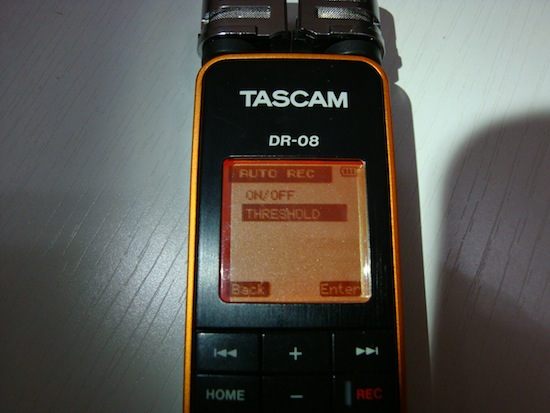 TASCAM
DR-08
AUTO REC
ON/OFF
THRESHOLD
Back Enter
+
HOME − REC